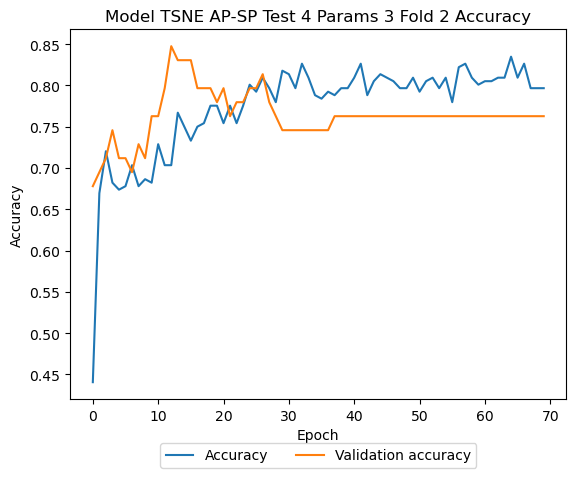 Model TSNE AP-SP Test 4 Params 3 Fold 2 Accuracy
Accuracy
0.85
0.80
0.75
0.70
0.65
0.60
0.55
0.50
0.45
0 10 20 30 40 50 60 70
Epoch
Accuracy Validation accuracy